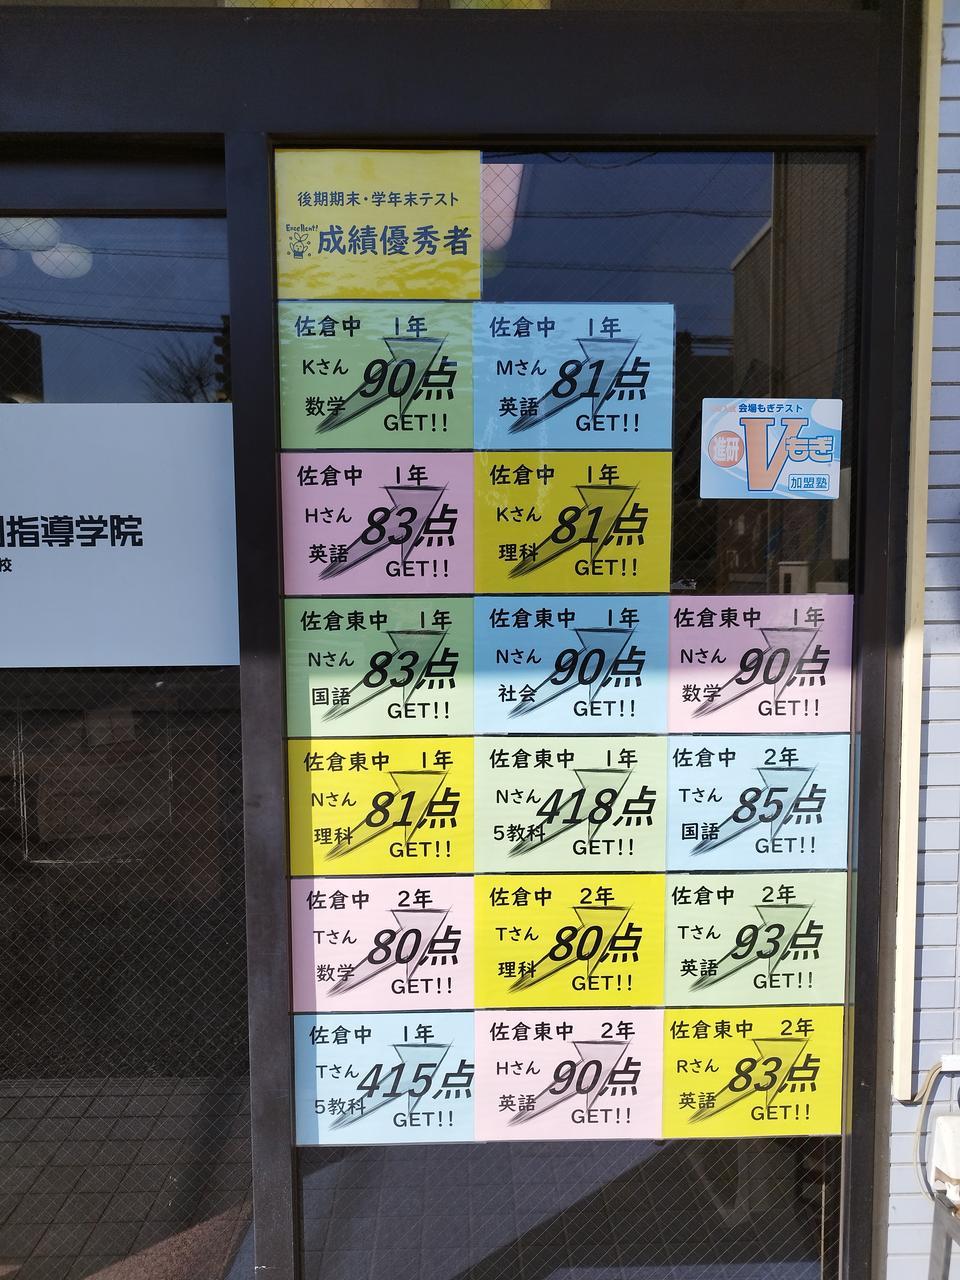 後期期末・学年末テスト
Excellent!
成績優秀者
佐倉中 1年
Kさん 90点
数学 GET!!
佐倉中 1年
Mさん 81点
英語 GET!!
佐倉中 1年
Hさん 83点
英語 GET!!
佐倉中 1年
Kさん 81点
理科 GET!!
会場もぎテスト
進研 Vもぎ
加盟塾
指導学院
校
佐倉東中 1年
Nさん 83点
国語 GET!!
佐倉東中 1年
Nさん 90点
社会 GET!!
佐倉東中 1年
Nさん 90点
数学 GET!!
佐倉東中 1年
Nさん 81点
理科 GET!!
佐倉東中 1年
Nさん 418点
5教科 GET!!
佐倉中 2年
Tさん 85点
国語 GET!!
佐倉中 2年
Tさん 80点
数学 GET!!
佐倉中 2年
Tさん 80点
理科 GET!!
佐倉中 2年
Tさん 93点
英語 GET!!
佐倉中 1年
Tさん 415点
5教科 GET!!
佐倉東中 2年
Hさん 90点
英語 GET!!
佐倉東中 2年
Rさん 83点
英語 GET!!